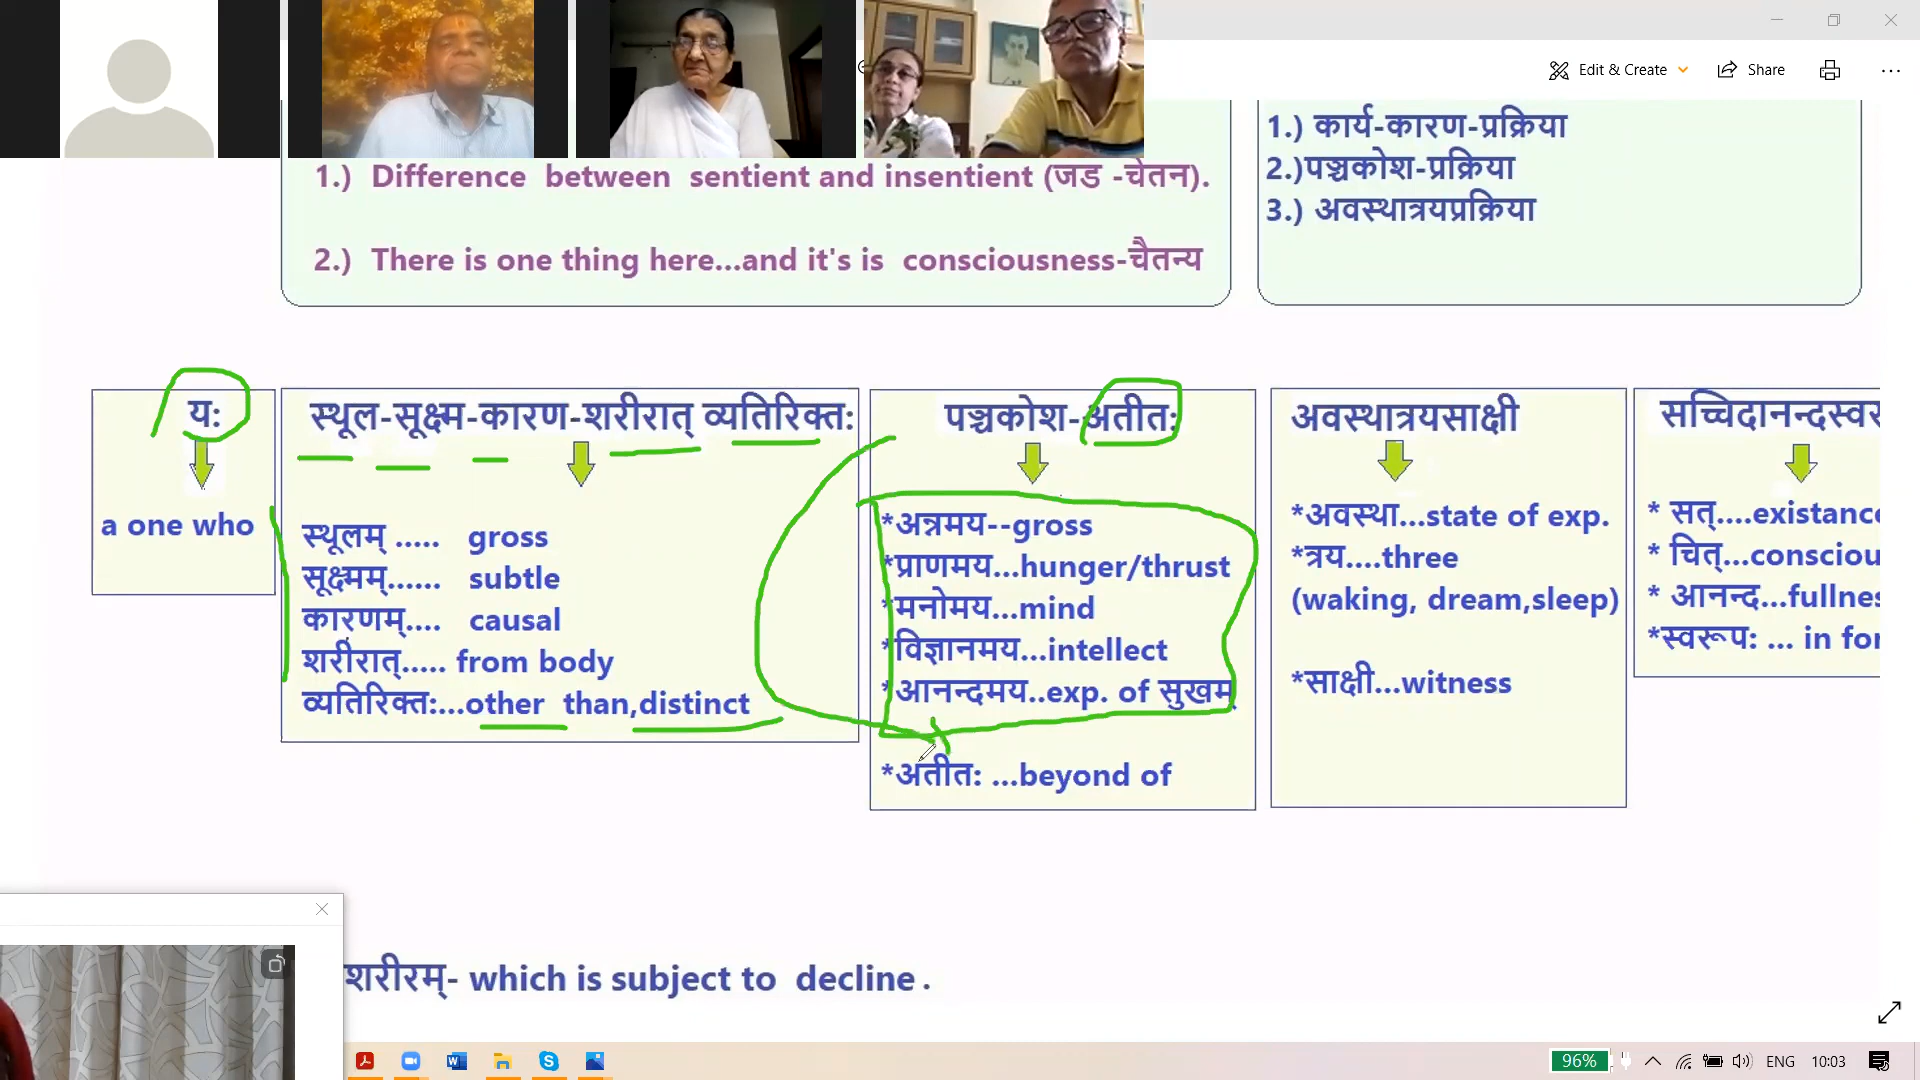 Edit & Create
Share
1.) कार्य-कारण-प्रक्रिया
2.)पञ्चकोश-प्रक्रिया
3.) अवस्थात्रयप्रक्रिया
1.) Difference between sentient and insentient (जड -चेतन).
2.) There is one thing here...and it's is consciousness-चैतन्य
य:
a one who
स्थूल-सूक्ष्म-कारण-शरीरात् व्यतिरिक्त:
स्थूलम् ..... gross
सूक्ष्मम्...... subtle
कारणम्.... causal
शरीरात्..... from body
व्यतिरिक्त:...other than,distinct
पञ्चकोश-अतीत:
*अन्नमय--gross
*प्राणमय...hunger/thrust
*मनोमय...mind
*विज्ञानमय...intellect
*आनन्दमय..exp. of सुखम्
*अतीत: ...beyond of
अवस्थात्रयसाक्षी
*अवस्था...state of exp.
*त्रय....three
(waking, dream,sleep)
*साक्षी...witness
सच्चिदानन्दस्व
* सत्....existance
* चित्...consciou
* आनन्द...fullne
*स्वरूप: ... in for
शरीरम्- which is subject to decline .
96%
ENG
10:03